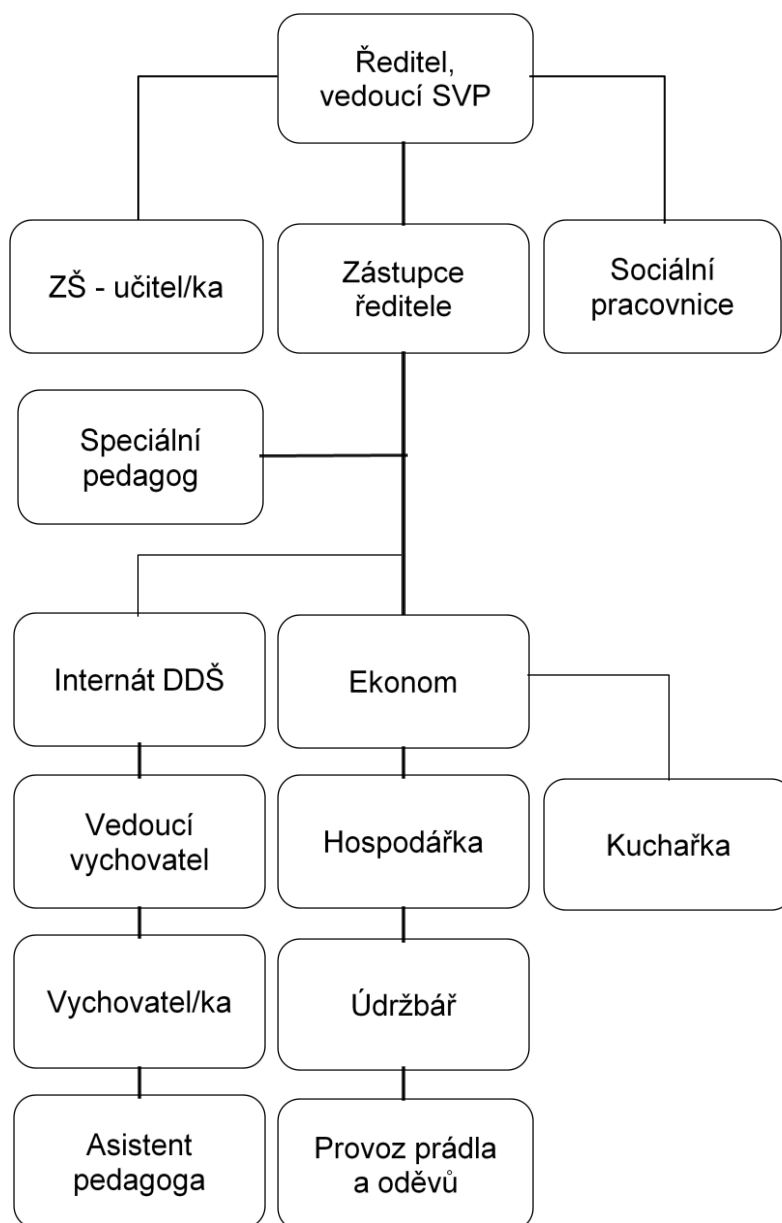 Ředitel,
vedoucí SVP
ZŠ - učitel/ka
Zástupce
ředitele
Sociální
pracovnice
Speciální
pedagog
Internát DDŠ
Ekonom
Vedoucí
vychovatel
Hospodářka
Kuchařka
Vychovatel/ka
Údržbář
Asistent
pedagoga
Provoz prádla
a oděvů